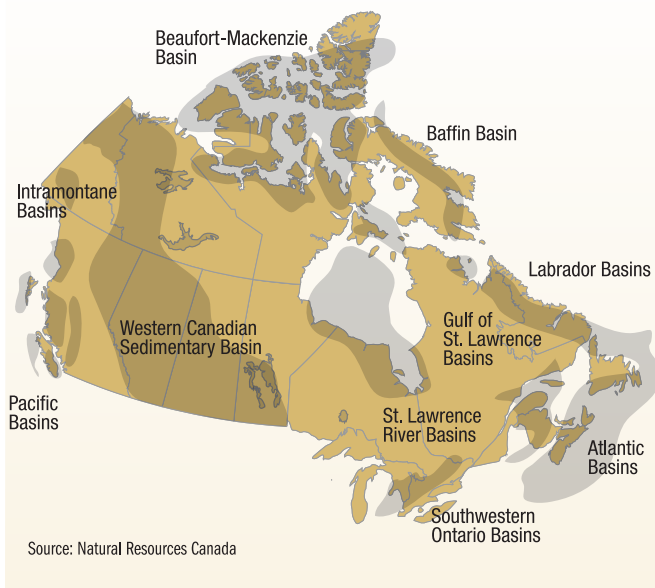 Beaufort-Mackenzie
Basin
Baffin Basin
Intramontane
Basins
Labrador Basins
Western Canadian
Sedimentary Basin
Gulf of
St. Lawrence
Basins
Pacific
Basins
St. Lawrence
River Basins
Atlantic
Basins
Southwestern
Ontario Basins
Source: Natural Resources Canada